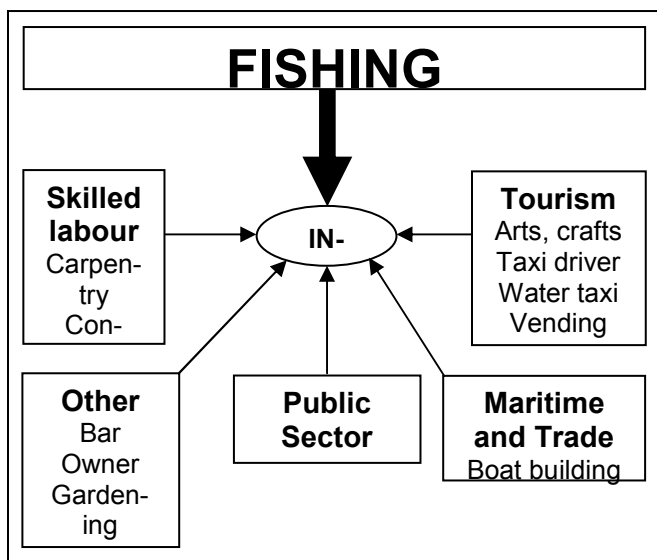 FISHING
Skilled
labour
Carpen-
try
Con-
IN-
Tourism
Arts, crafts
Taxi driver
Water taxi
Vending
Other
Bar
Owner
Garden-
ing
Public
Sector
Maritime
and Trade
Boat building